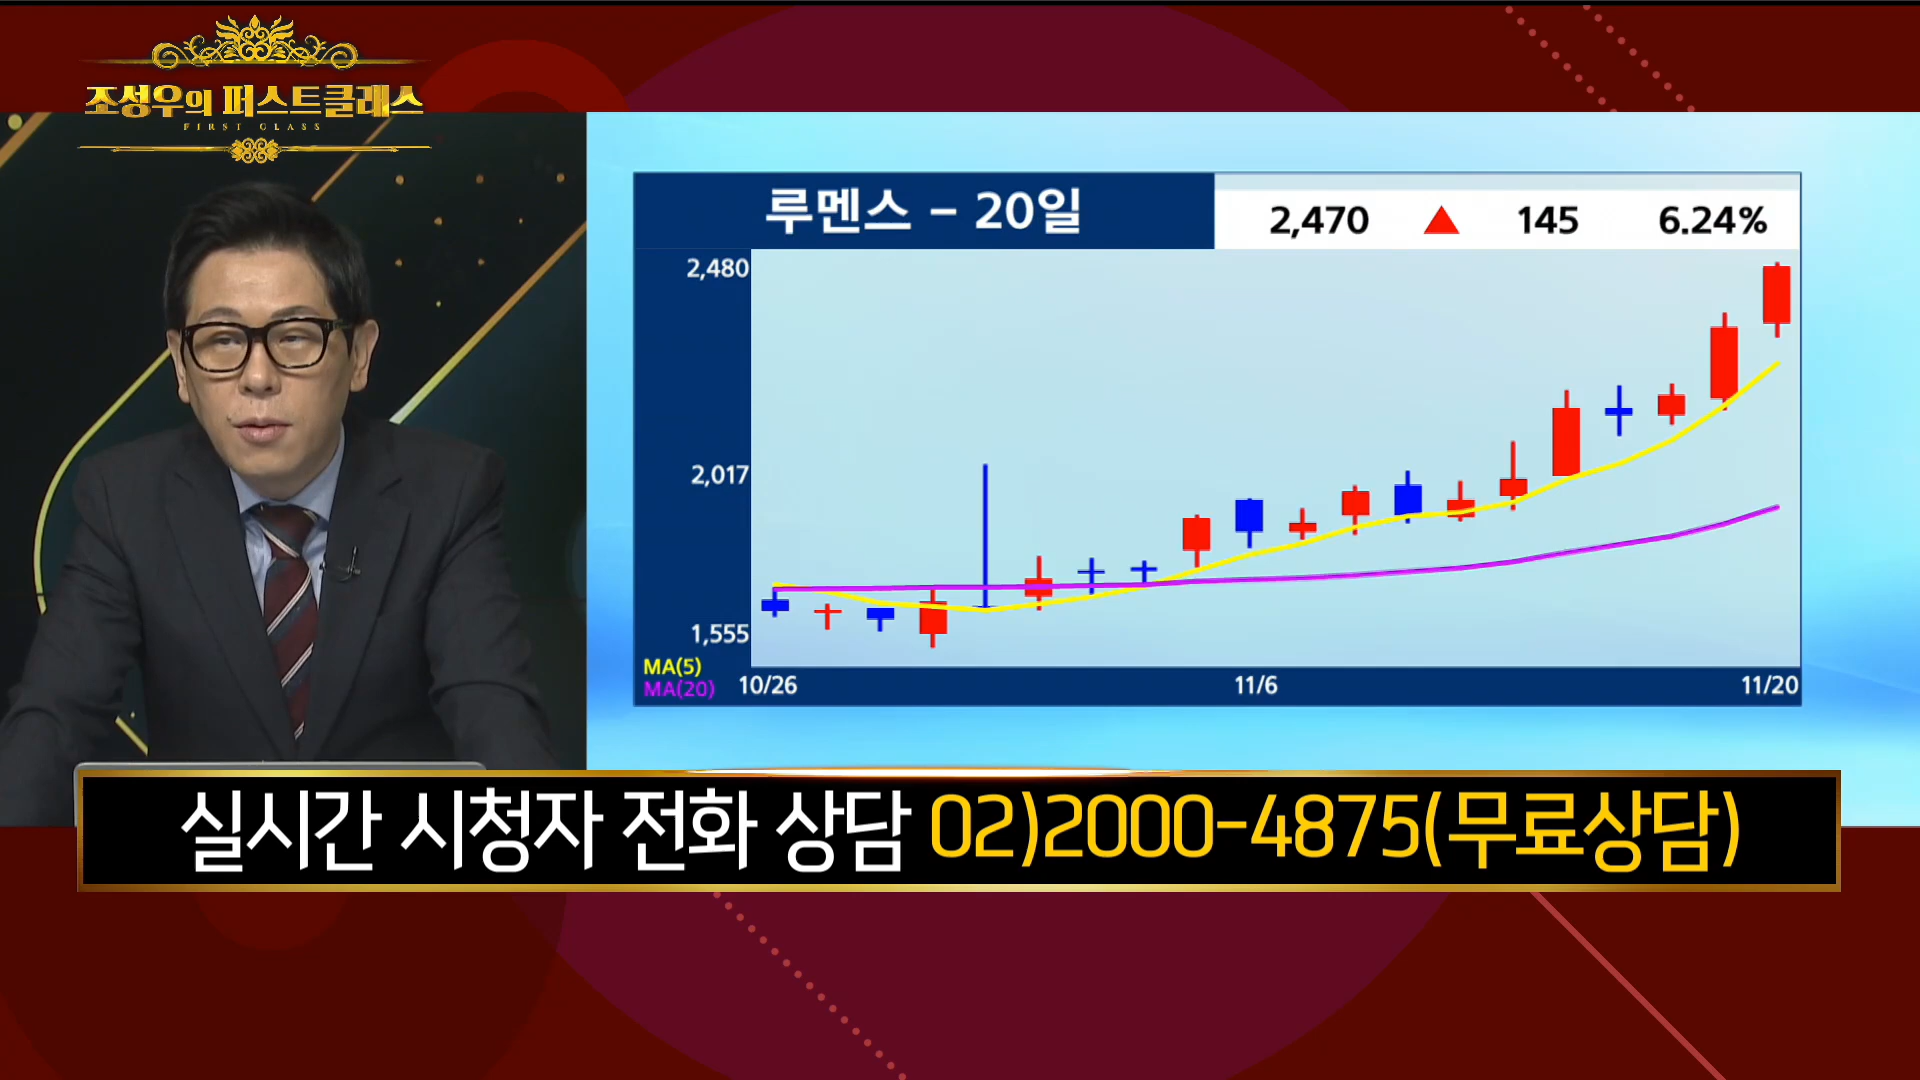 조성우의 퍼스트클래스
FIRST CLASS
루멘스 - 20일
2,470 ▲ 145 6.24%
2,480
2,017
1,555
MA(5)
MA(20)
10/26 11/6 11/20
실시간 시청자 전화 상담 02)2000-4875(무료상담)